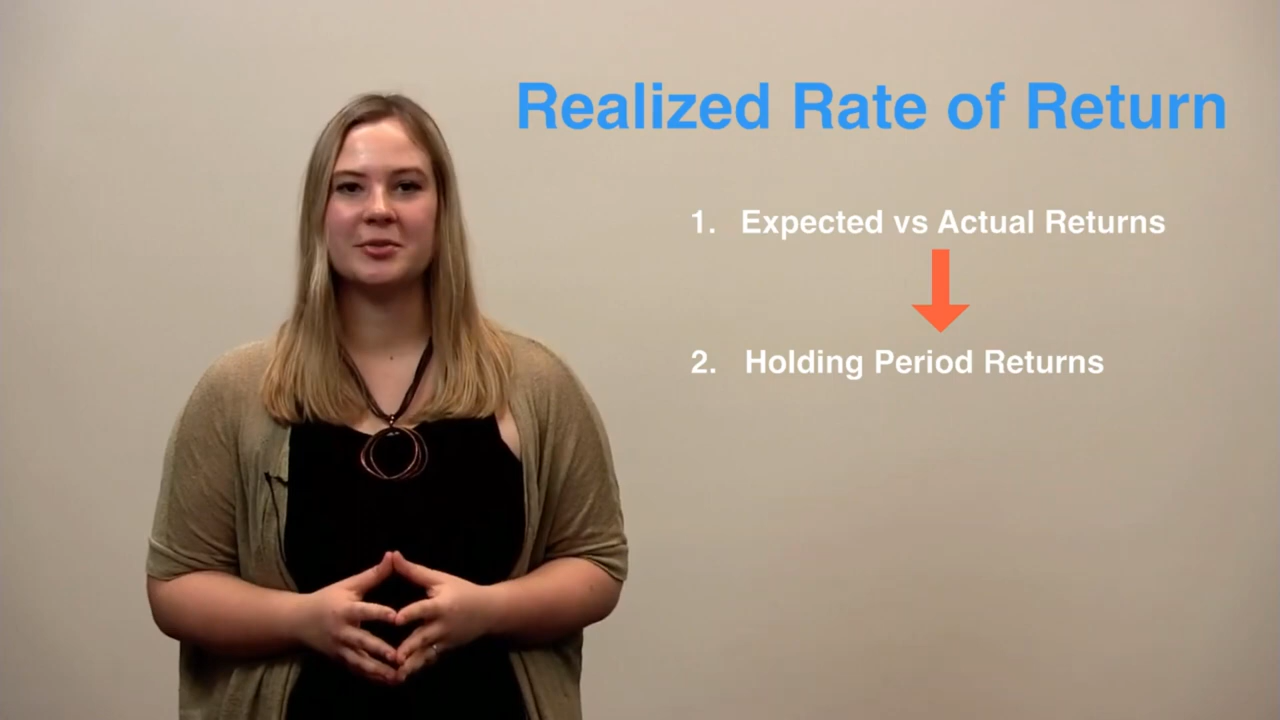 Realized Rate of Return
1. Expected vs Actual Returns
2. Holding Period Returns